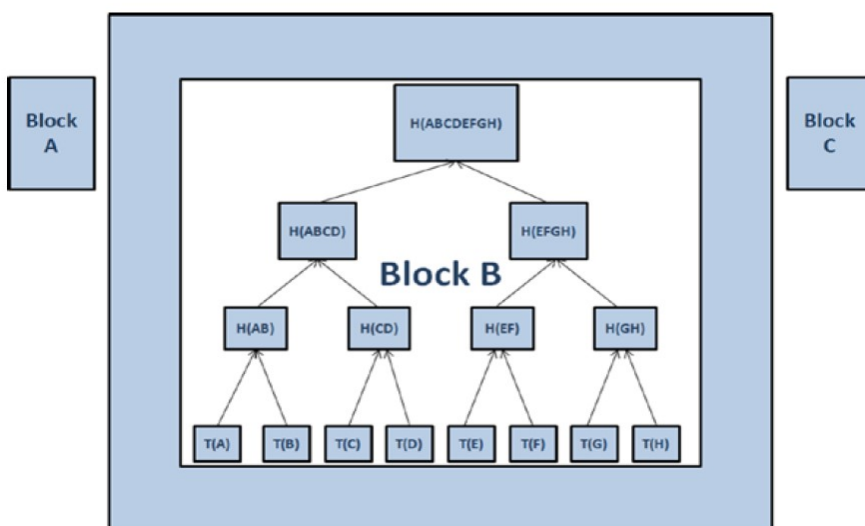 Block
A
H(ABCDEFGH)
Block
C
H(ABCD)
H(EFGH)
Block B
H(AB)
H(CD)
H(EF)
H(GH)
T(A)
T(B)
T(C)
T(D)
T(E)
T(F)
T(G)
T(H)